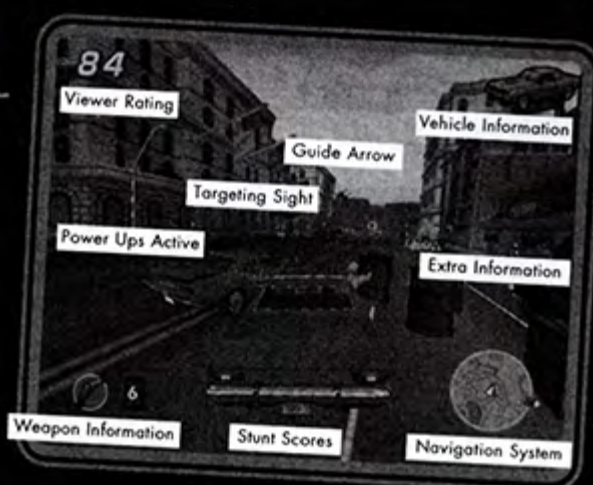 84
Viewer Rating
Vehicle Information
Guide Arrow
Targeting Sight
Power Ups Active
Extra Information
6
Weapon Information
Stunt Scores
Navigation System